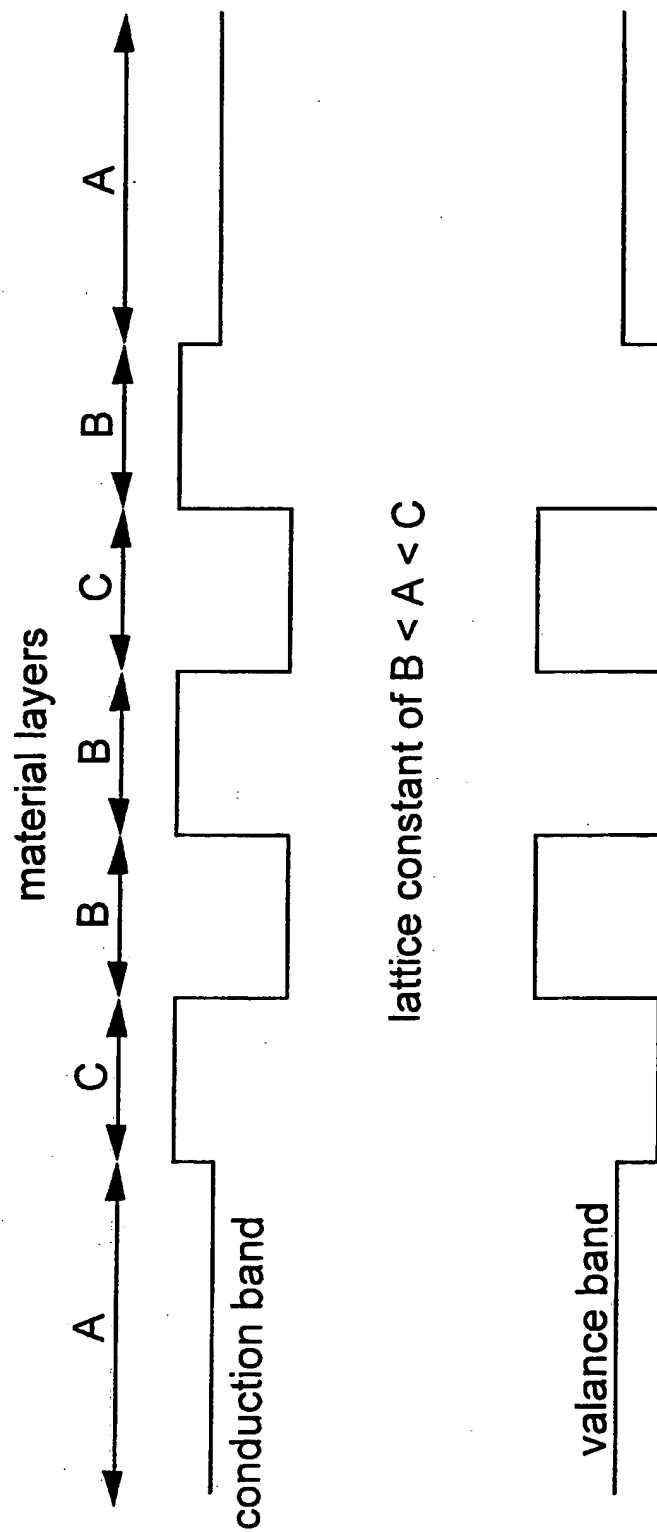 material layers
A C B B C B A
conduction band
lattice constant of B < A < C
valance band